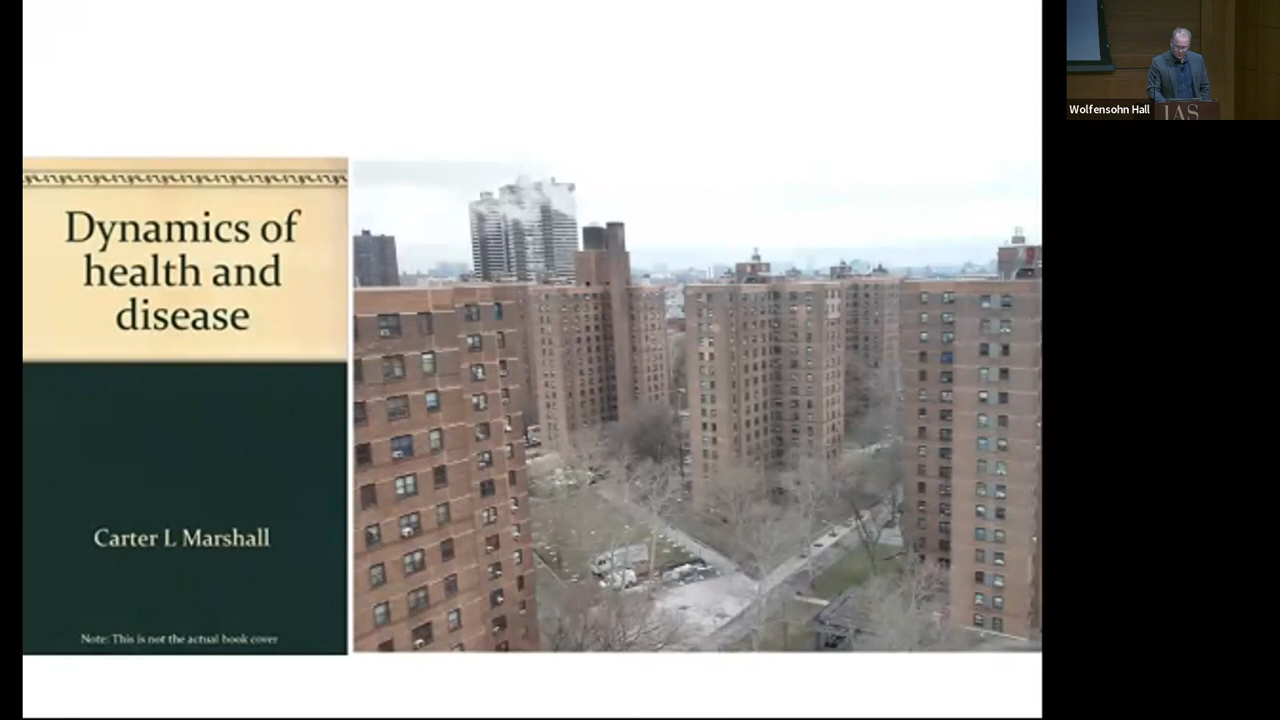 Dynamics of
health and
disease
Carter L Marshall
Note: This is not the actual book cover
Wolfensohn Hall
IAS